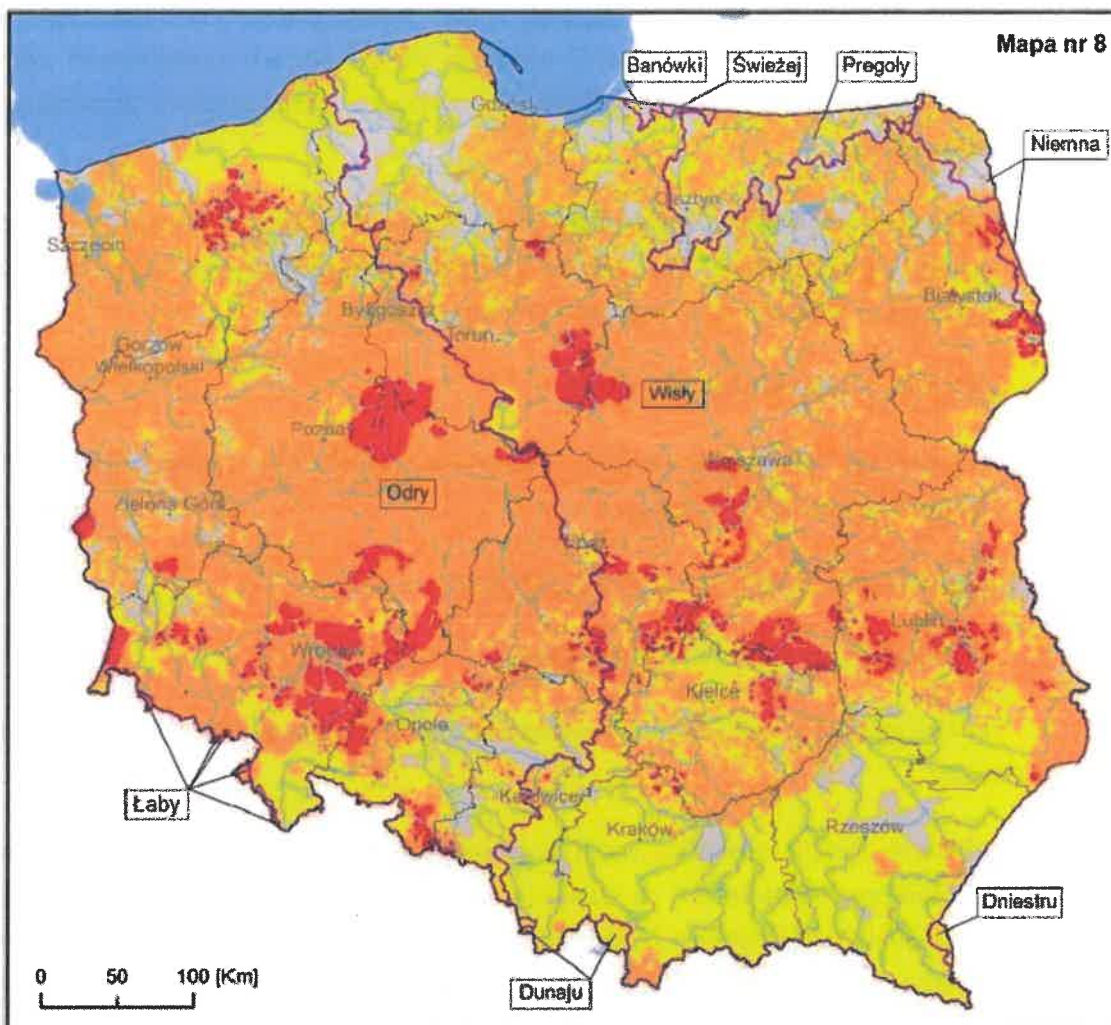 Mapa nr 8
Banówki
Świeżej
Pregoły
Niemna
Gdańsk
Olsztyn
Szczecin
Białystok
Bydgoszcz
Toruń
Gorzów
Wielkopolski
Wisły
Poznań
Warszawa
Odry
Zielona Góra
Łódź
Lublin
Wrocław
Kielce
Opole
Łaby
Katowice
Kraków
Rzeszów
Dniestru
Dunaju
0 50 100 [Km]